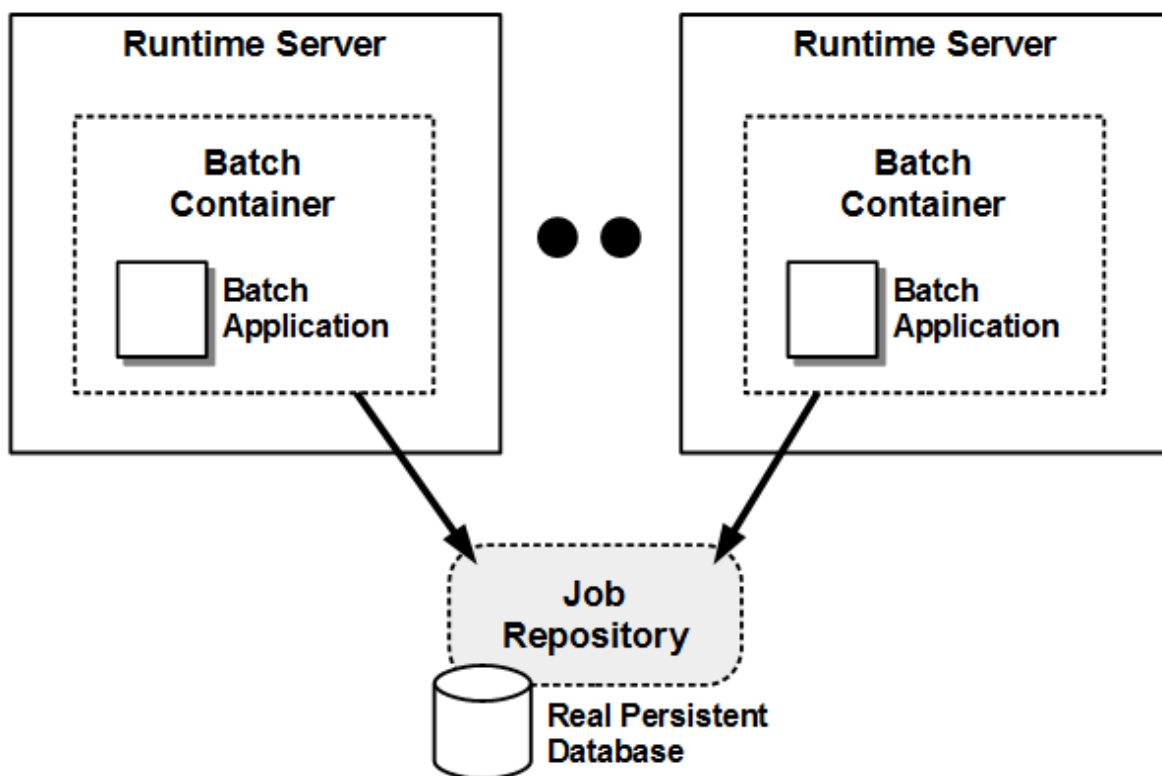 Runtime Server
Batch
Container
Batch
Application
Runtime Server
Batch
Container
Batch
Application
Job
Repository
Real Persistent
Database